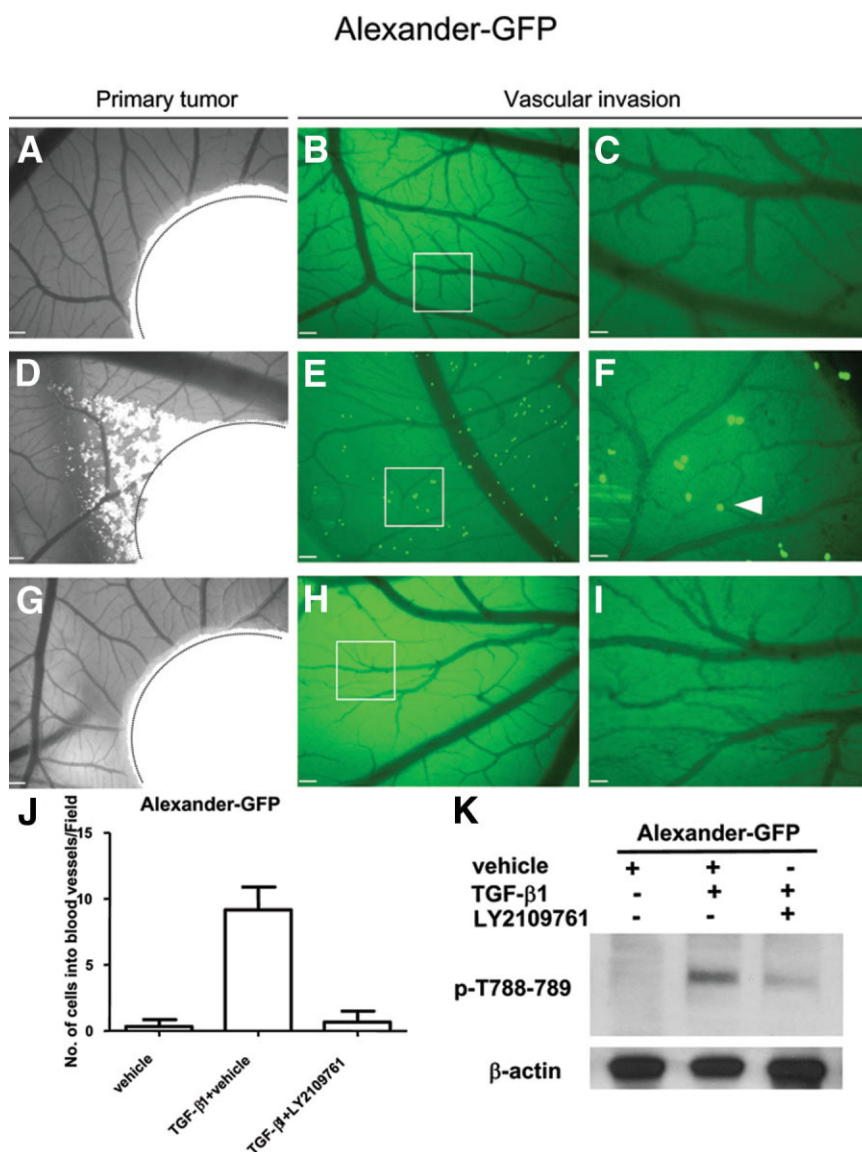 Alexander-GFP
Primary tumor
Vascular invasion
A
B
C
D
E
F
G
H
I
J
Alexander-GFP
No. of cells into blood vessels/Field
15
10
5
0
vehicle
TGF-β1+vehicle
TGF-β1+LY2109761
K
Alexander-GFP
vehicle + + -
TGF-β1 - + +
LY2109761 - - +
p-T788-789
β-actin